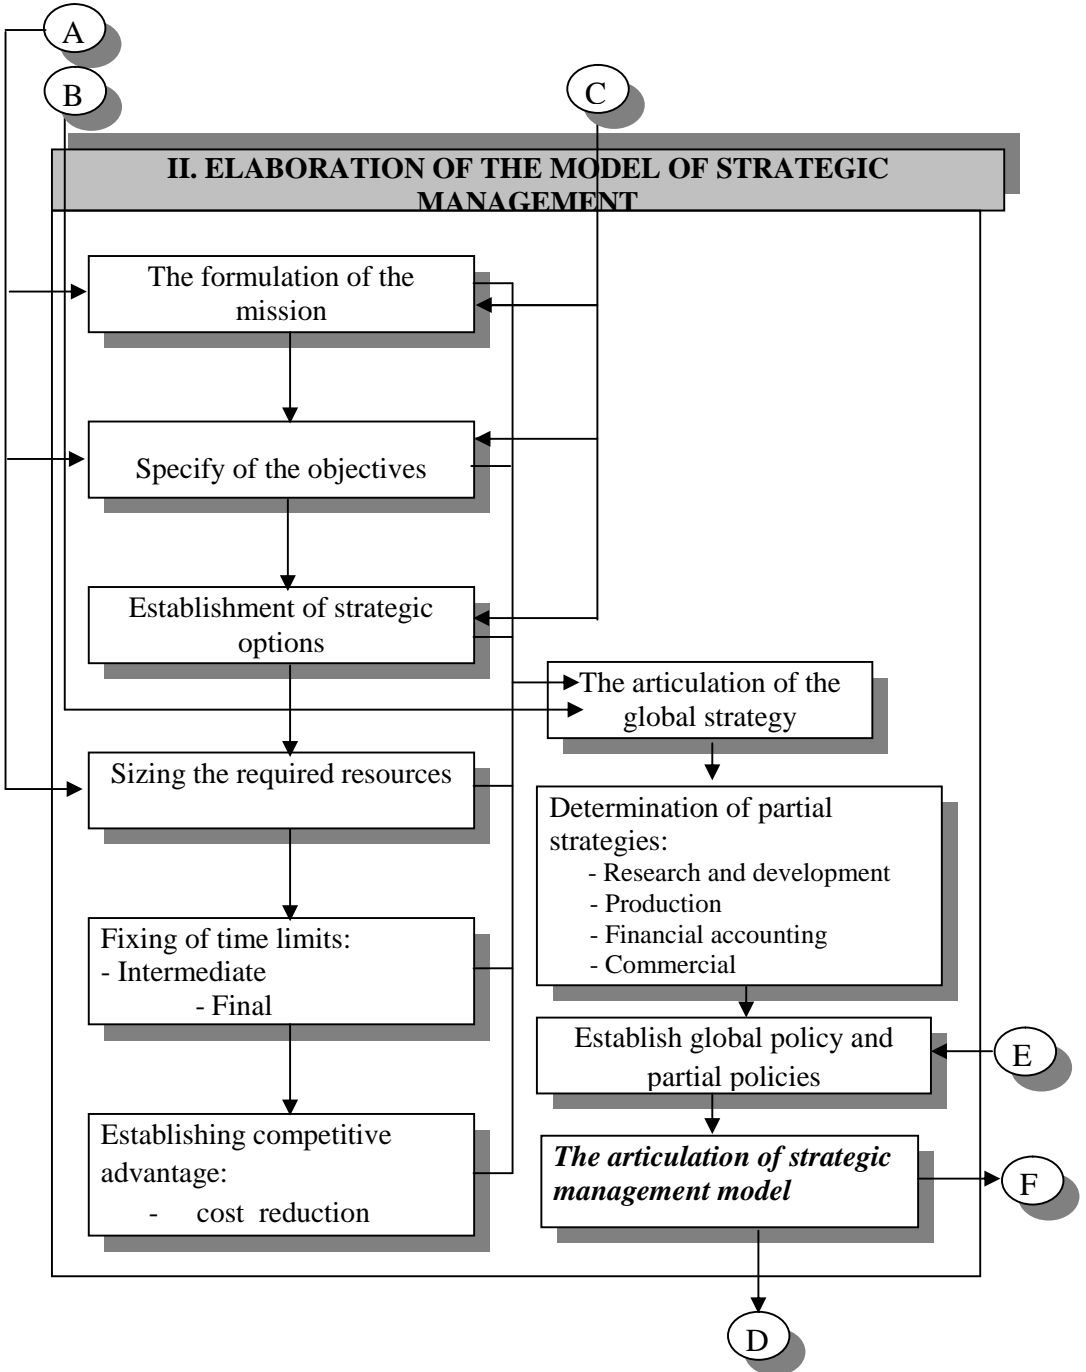 A
B
C
II. ELABORATION OF THE MODEL OF STRATEGIC
MANAGEMENT
The formulation of the
mission
Specify of the objectives
Establishment of strategic
options
Sizing the required resources
Fixing of time limits:
- Intermediate
- Final
Establishing competitive
advantage:
- cost reduction
The articulation of the
global strategy
Determination of partial
strategies:
- Research and development
- Production
- Financial accounting
- Commercial
Establish global policy and
partial policies
E
The articulation of strategic
management model
F
D